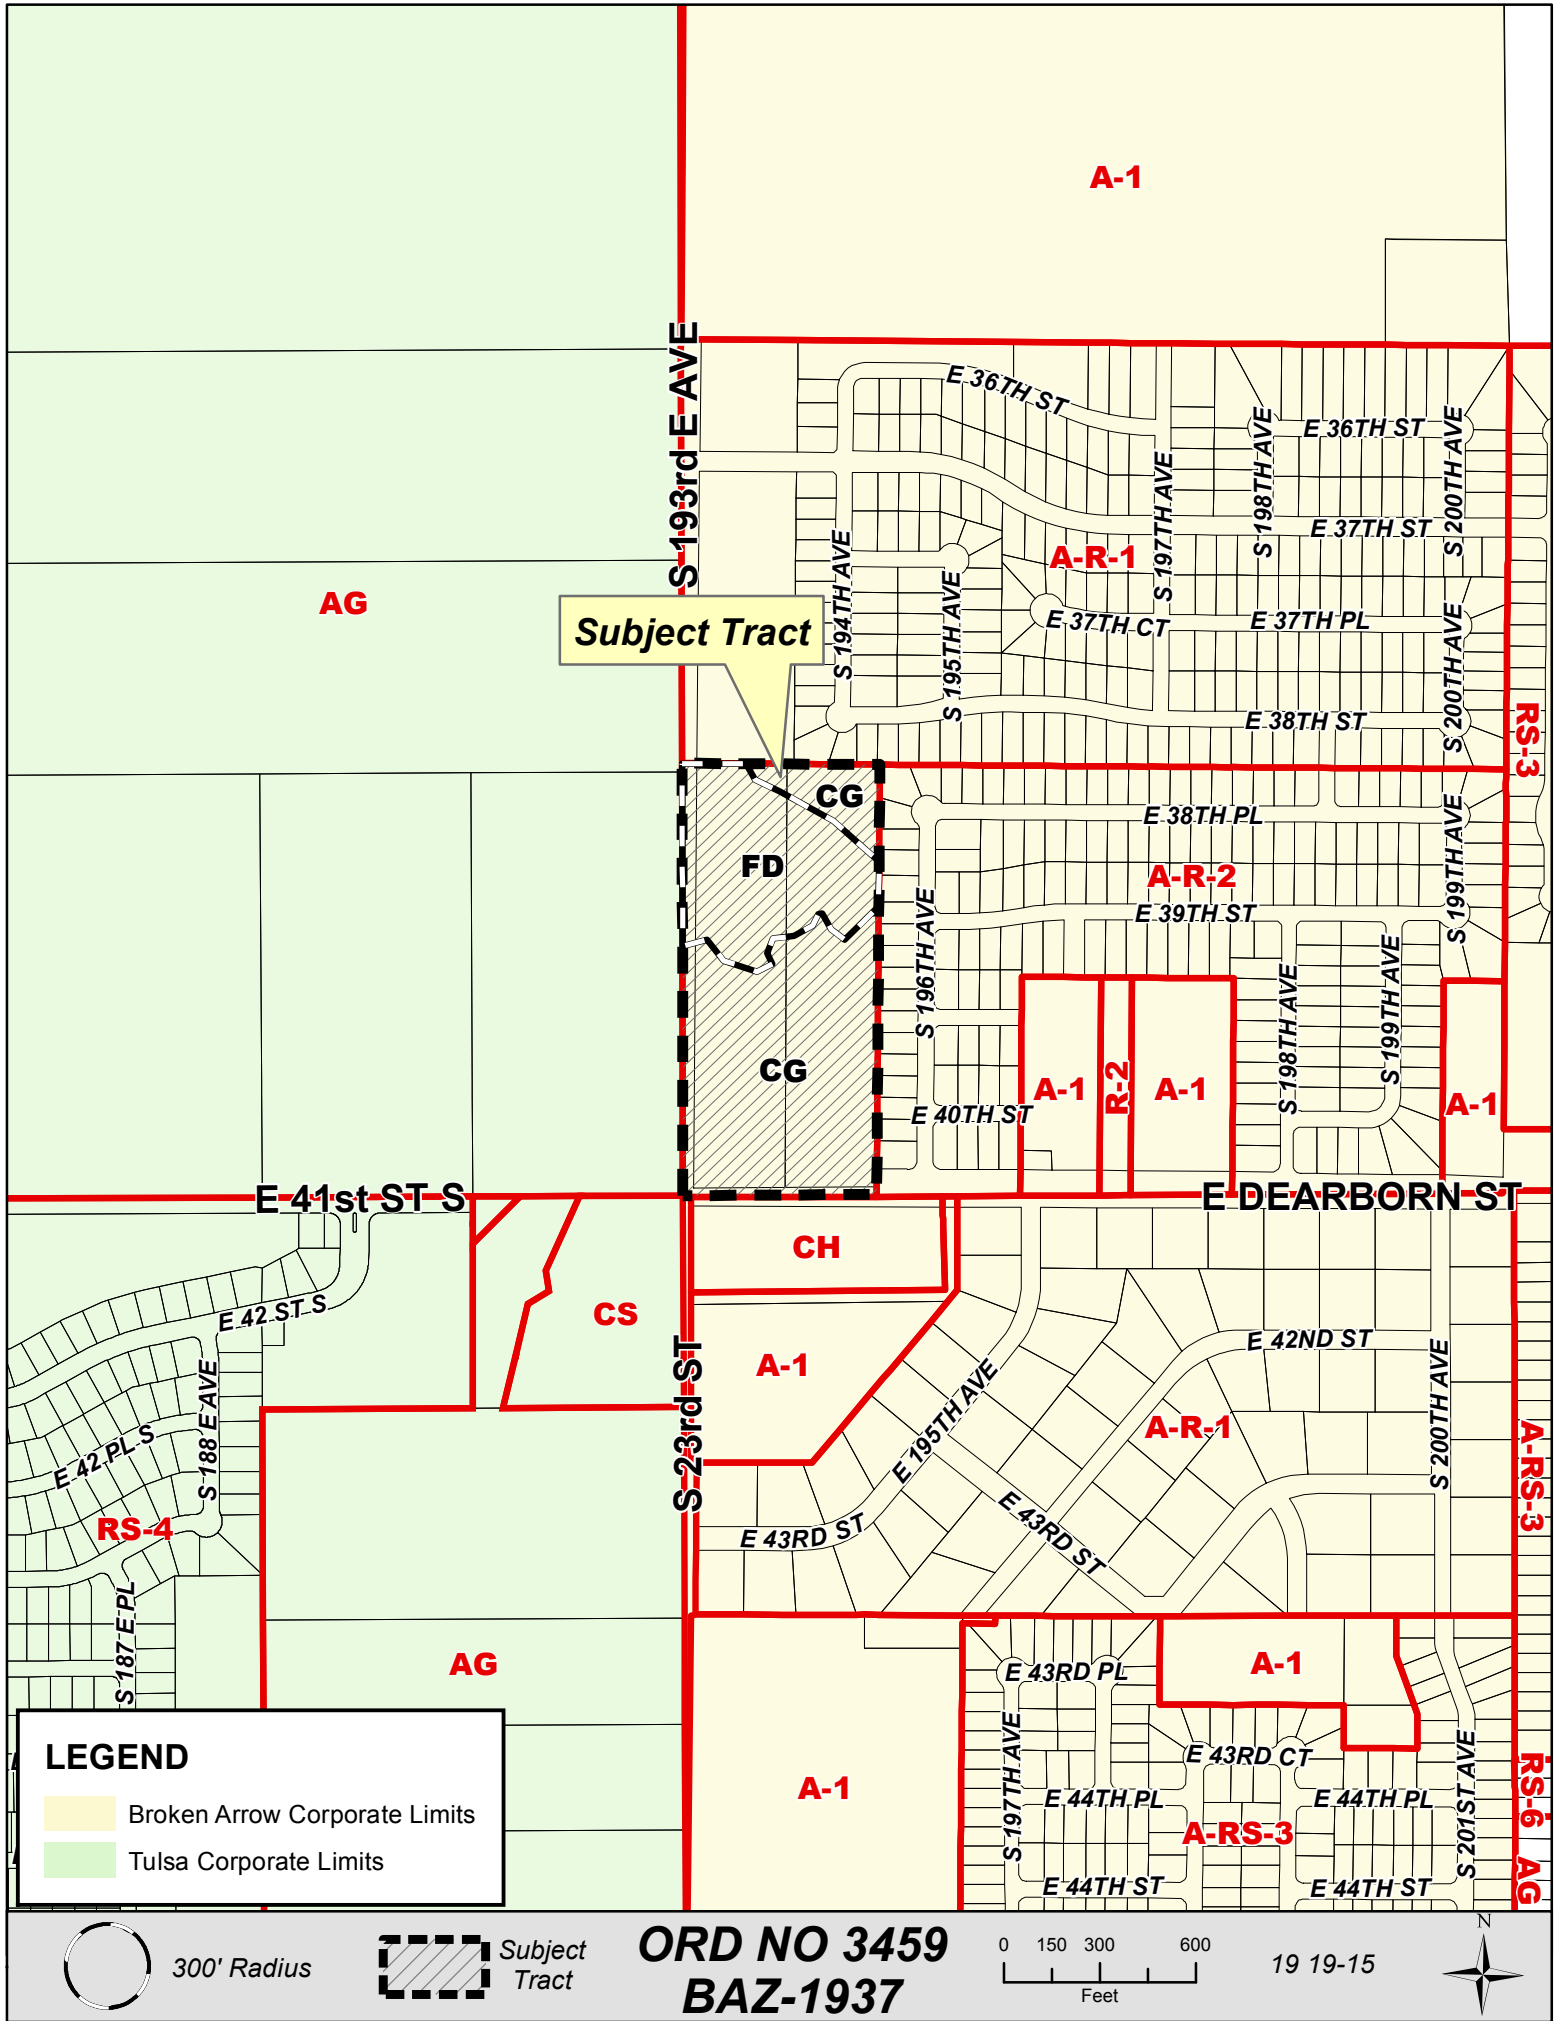 A-1
S 193rd E AVE
E 36TH ST
E 36TH ST
S 198TH AVE
S 200TH AVE
S 197TH AVE
E 37TH ST
A-R-1
S 194TH AVE
S 195TH AVE
AG
Subject Tract
E 37TH CT
E 37TH PL
S 200TH AVE
E 38TH ST
RS-3
CG
E 38TH PL
FD
A-R-2
S 199TH AVE
E 39TH ST
S 196TH AVE
S 198TH AVE
S 199TH AVE
CG
A-1
R-2
A-1
A-1
E 40TH ST
E 41st ST S
E DEARBORN ST
CH
E 42 ST S
CS
E 42ND ST
A-1
S 23rd ST
S 188 E AVE
E 195TH AVE
S 200TH AVE
A-R-1
E 42 PL S
A-RS-3
RS-4
E 43RD ST
E 43RD ST
S 187 E PL
AG
E 43RD PL
A-1
S 197TH AVE
E 43RD CT
S 201ST AVE
RS-6
A-1
E 44TH PL
E 44TH PL
A-RS-3
E 44TH ST
E 44TH ST
AG
LEGEND
Broken Arrow Corporate Limits
Tulsa Corporate Limits
300' Radius
Subject
Tract
ORD NO 3459
BAZ-1937
0 150 300 600
Feet
19 19-15
N